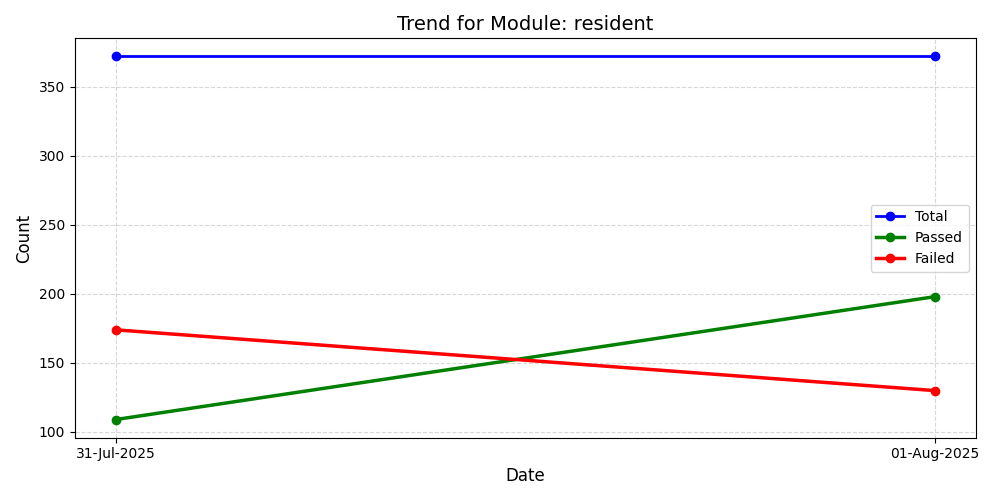 Trend for Module: resident
Count
350
300
250
200
150
100
Total
Passed
Failed
31-Jul-2025
01-Aug-2025
Date